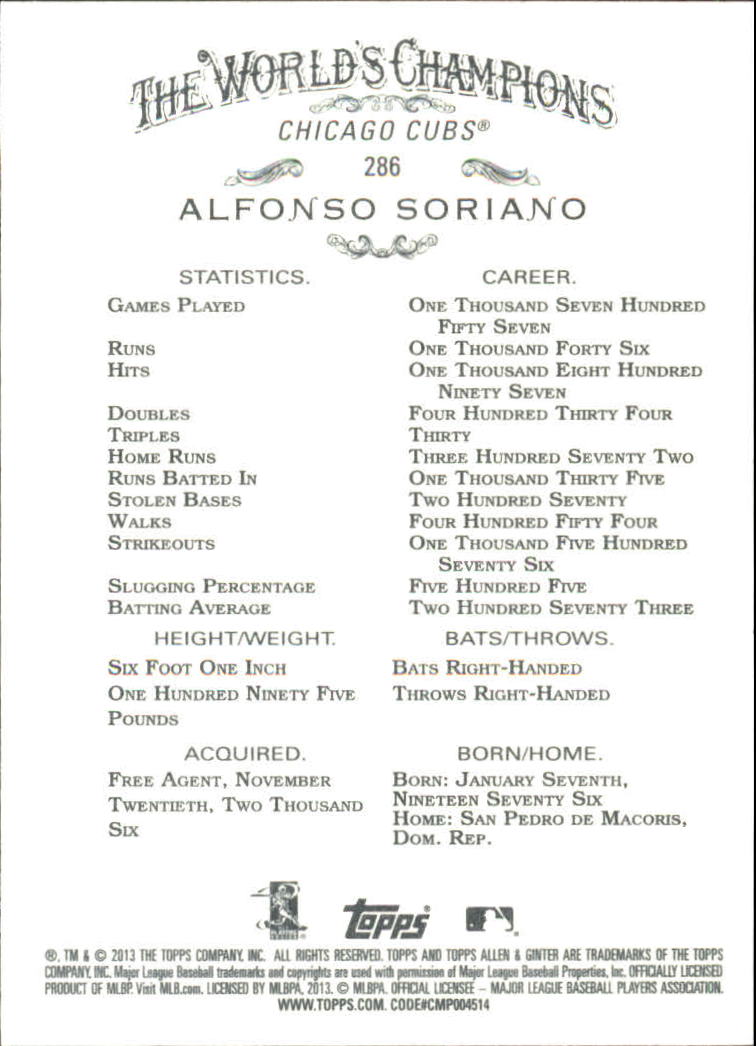 THE WORLD'S CHAMPIONS
CHICAGO CUBS®
286
ALFONSO SORIANO
STATISTICS. CAREER.
GAMES PLAYED ONE THOUSAND SEVEN HUNDRED
FIFTY SEVEN
RUNS ONE THOUSAND FORTY SIX
HITS ONE THOUSAND EIGHT HUNDRED
NINETY SEVEN
DOUBLES FOUR HUNDRED THIRTY FOUR
TRIPLES THIRTY
HOME RUNS THREE HUNDRED SEVENTY TWO
RUNS BATTED IN ONE THOUSAND THIRTY FIVE
STOLEN BASES TWO HUNDRED SEVENTY
WALKS FOUR HUNDRED FIFTY FOUR
STRIKEOUTS ONE THOUSAND FIVE HUNDRED
SEVENTY SIX
SLUGGING PERCENTAGE FIVE HUNDRED FIVE
BATTING AVERAGE TWO HUNDRED SEVENTY THREE
HEIGHT/WEIGHT. BATS/THROWS.
SIX FOOT ONE INCH BATS RIGHT-HANDED
ONE HUNDRED NINETY FIVE THROWS RIGHT-HANDED
POUNDS
ACQUIRED. BORN/HOME.
FREE AGENT, NOVEMBER BORN: JANUARY SEVENTH,
TWENTIETH, TWO THOUSAND NINETEEN SEVENTY SIX
SIX HOME: SAN PEDRO DE MACORIS,
DOM. REP.
Topps®
®, TM & © 2013 THE TOPPS COMPANY, INC. ALL RIGHTS RESERVED. TOPPS AND TOPPS ALLEN & GINTER ARE TRADEMARKS OF THE TOPPS
COMPANY, INC. Major League Baseball trademarks and copyrights are used with permission of Major League Baseball Properties, Inc. OFFICIALLY LICENSED
PRODUCT OF MLBP. Visit MLB.com. LICENSED BY MLBPA, 2013. © MLBPA. OFFICIAL LICENSEE – MAJOR LEAGUE BASEBALL PLAYERS ASSOCIATION.
WWW.TOPPS.COM. CODE#CMP004514